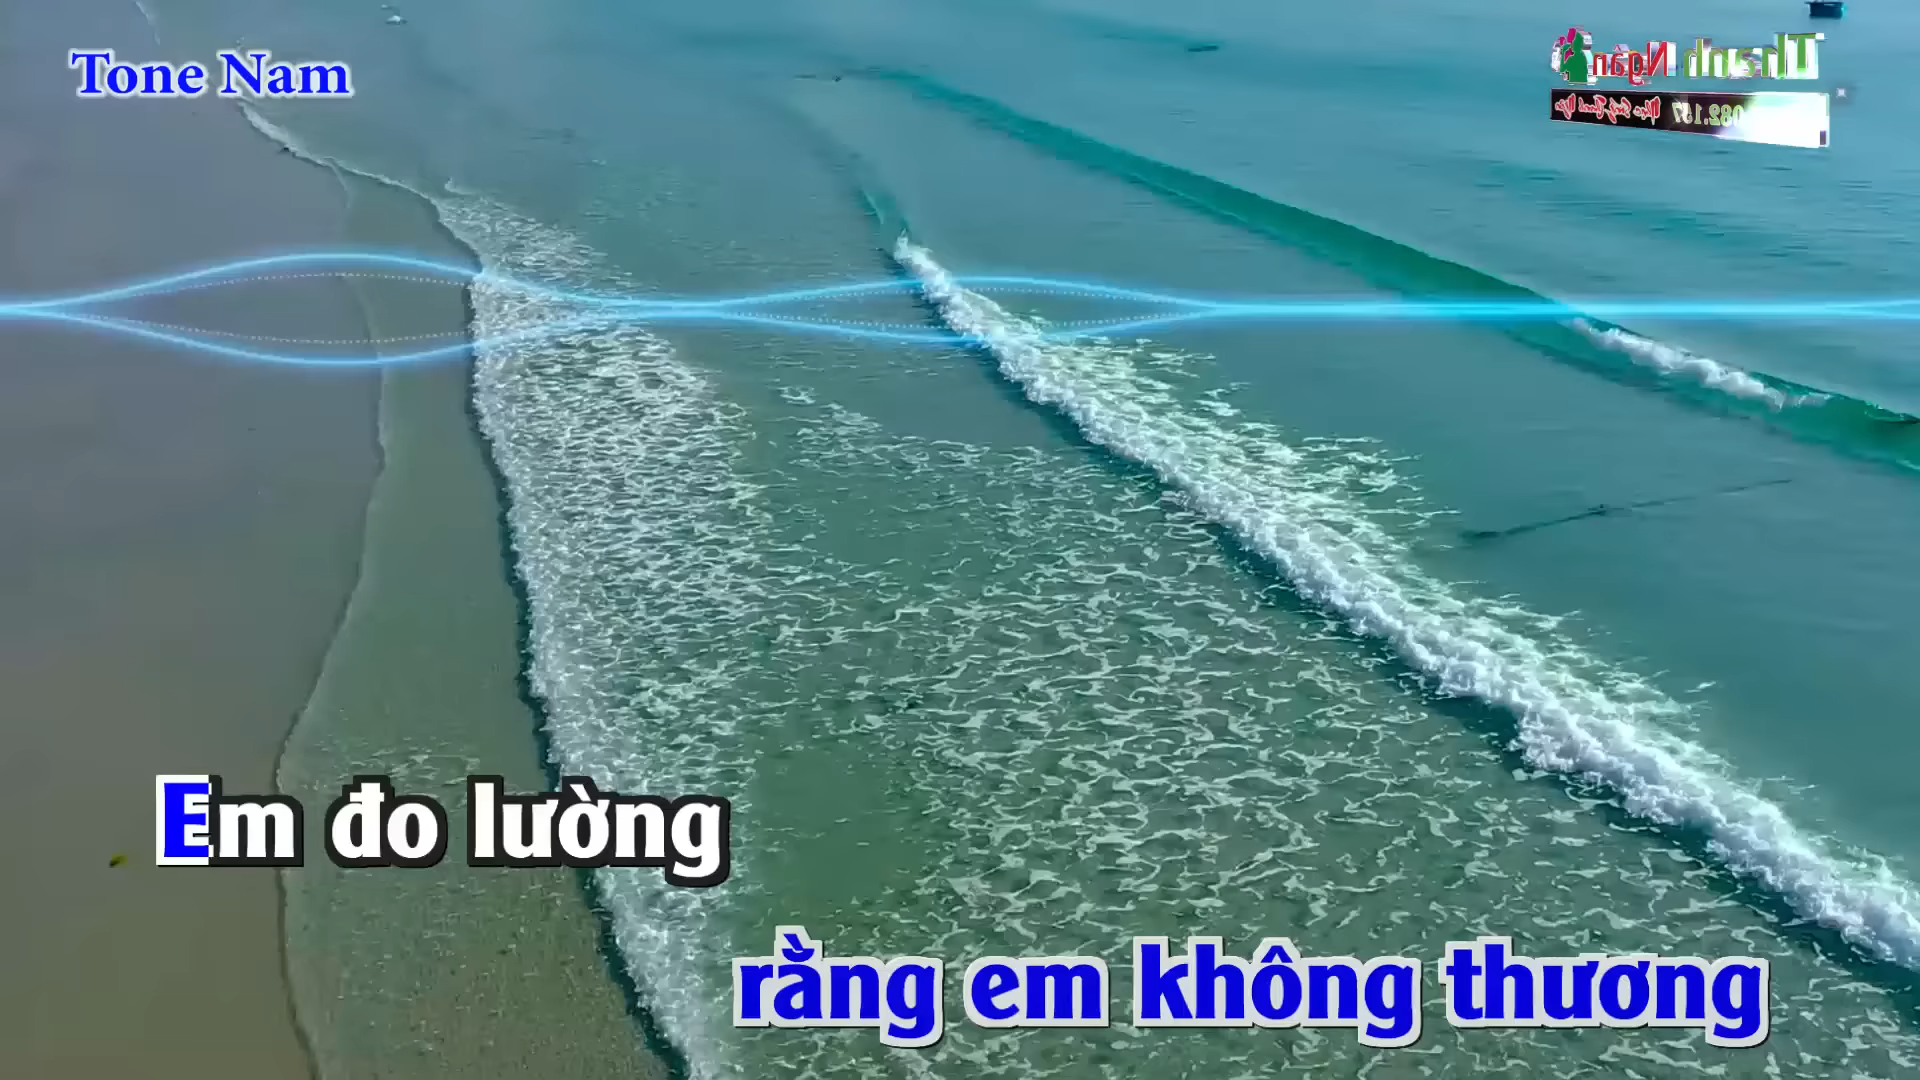 Tone Nam
Thanh Ngân
Em đo lường
rằng em không thương